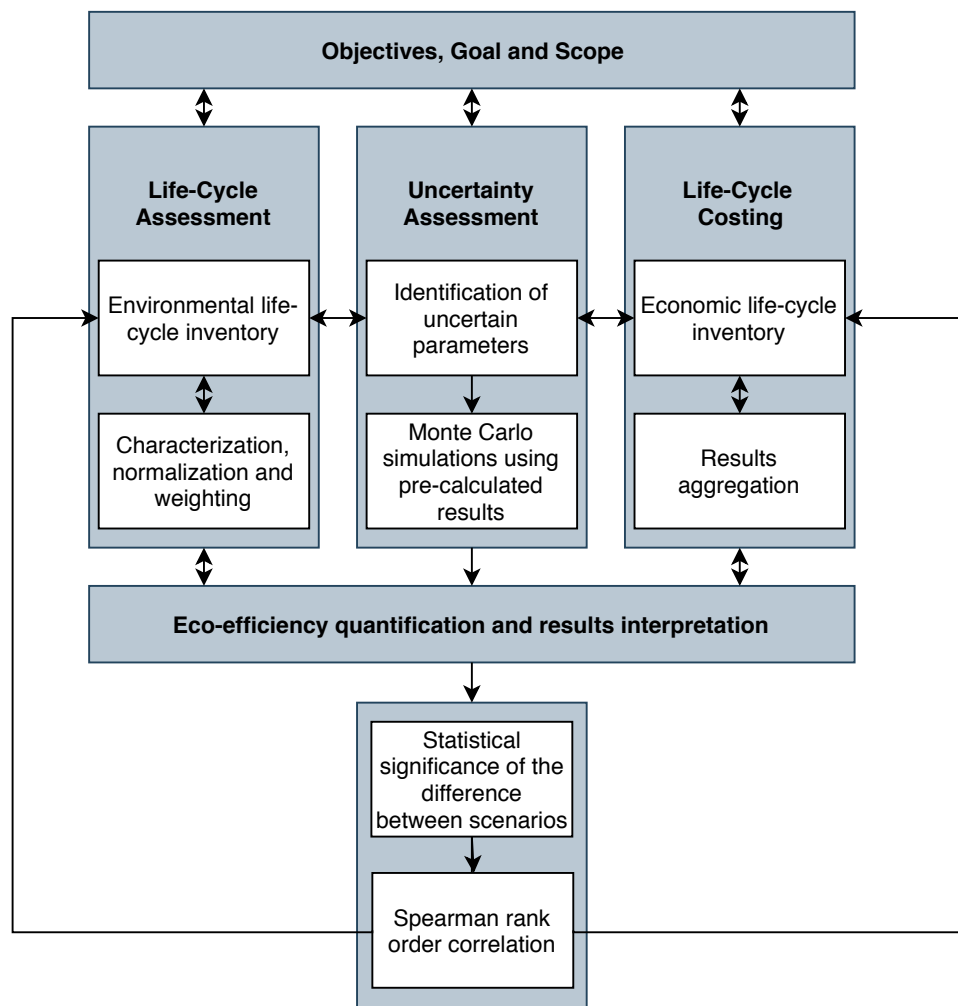 Objectives, Goal and Scope
Life-Cycle
Assessment
Uncertainty
Assessment
Life-Cycle
Costing
Environmental life-
cycle inventory
Identification of
uncertain
parameters
Economic life-cycle
inventory
Characterization,
normalization and
weighting
Monte Carlo
simulations using
pre-calculated
results
Results
aggregation
Eco-efficiency quantification and results interpretation
Statistical
significance of the
difference
between scenarios
Spearman rank
order correlation